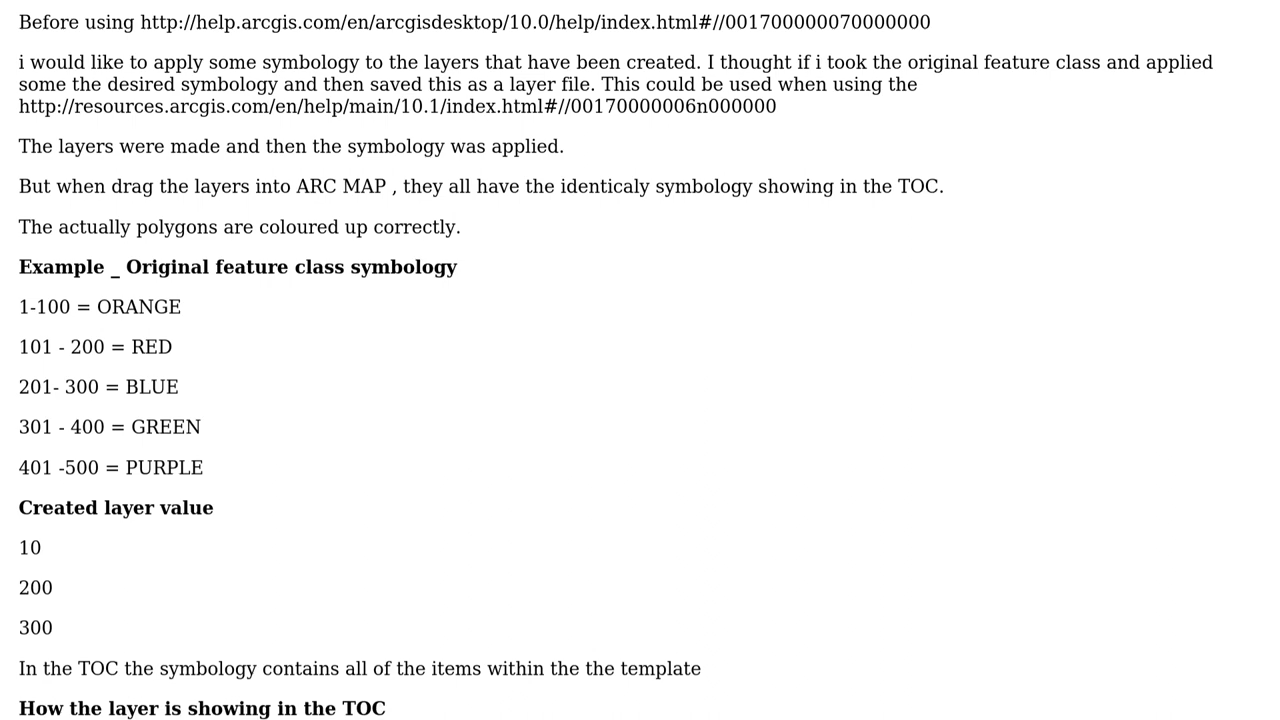 Before using http://help.arcgis.com/en/arcgisdesktop/10.0/help/index.html#//001700000070000000
i would like to apply some symbology to the layers that have been created. I thought if i took the original feature class and applied
some the desired symbology and then saved this as a layer file. This could be used when using the
http://resources.arcgis.com/en/help/main/10.1/index.html#//00170000006n000000
The layers were made and then the symbology was applied.
But when drag the layers into ARC MAP , they all have the identicaly symbology showing in the TOC.
The actually polygons are coloured up correctly.
Example _ Original feature class symbology
1-100 = ORANGE
101 - 200 = RED
201- 300 = BLUE
301 - 400 = GREEN
401 -500 = PURPLE
Created layer value
10
200
300
In the TOC the symbology contains all of the items within the the template
How the layer is showing in the TOC